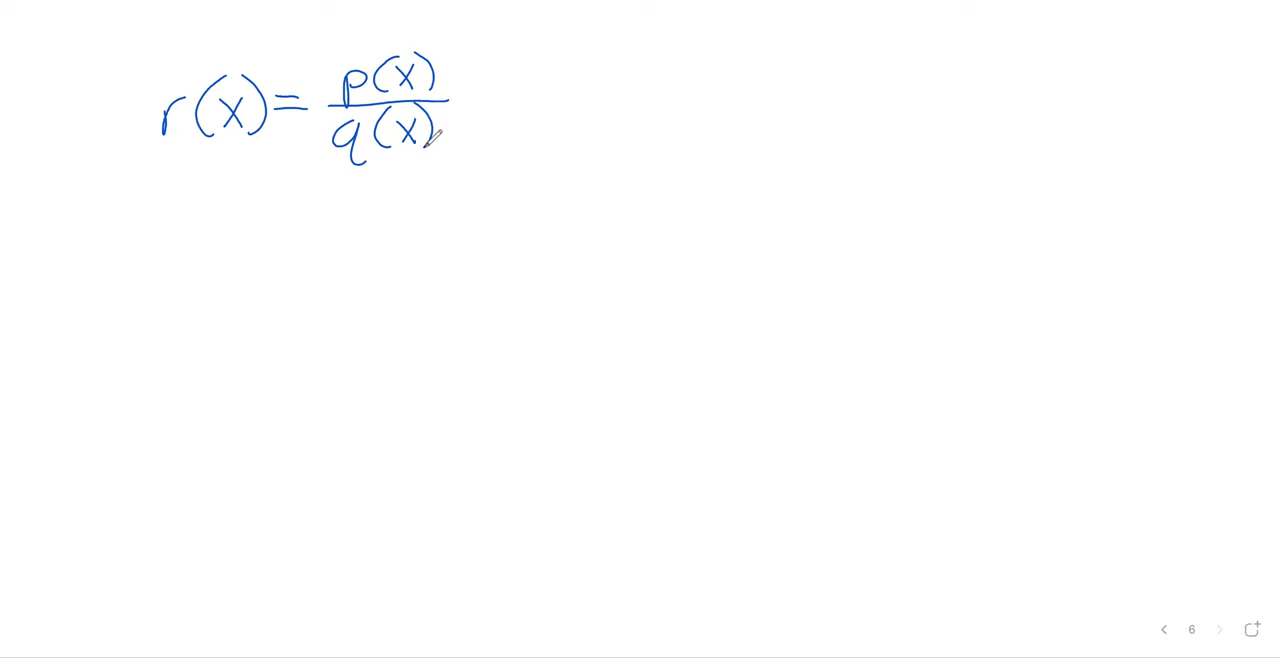 r(x) = p(x)/q(x)
6